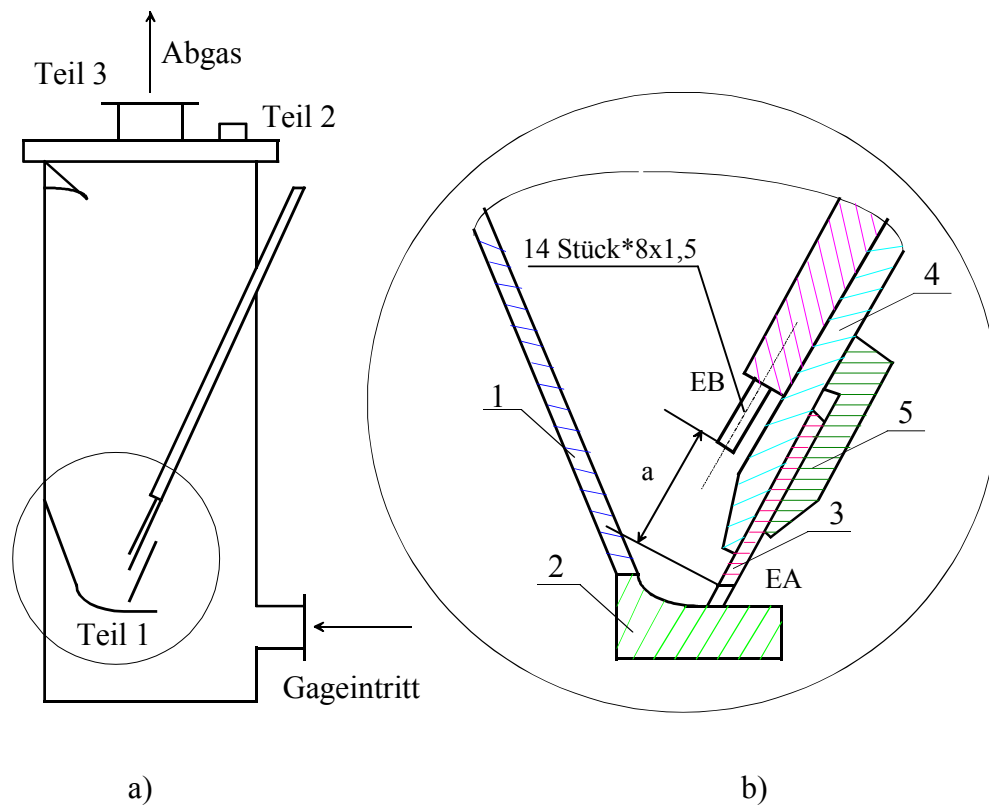 Abgas
Teil 3
Teil 2
Teil 1
Gageintritt
a)
14 Stück*8x1,5
4
EB
1
5
a
3
EA
2
b)